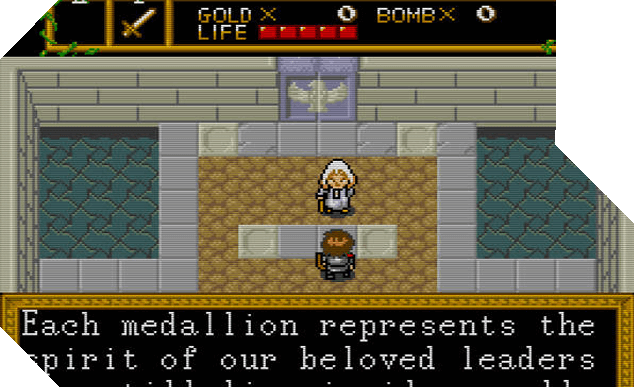 GOLD× 0 BOMB× 0
LIFE
Each medallion represents the
spirit of our beloved leaders